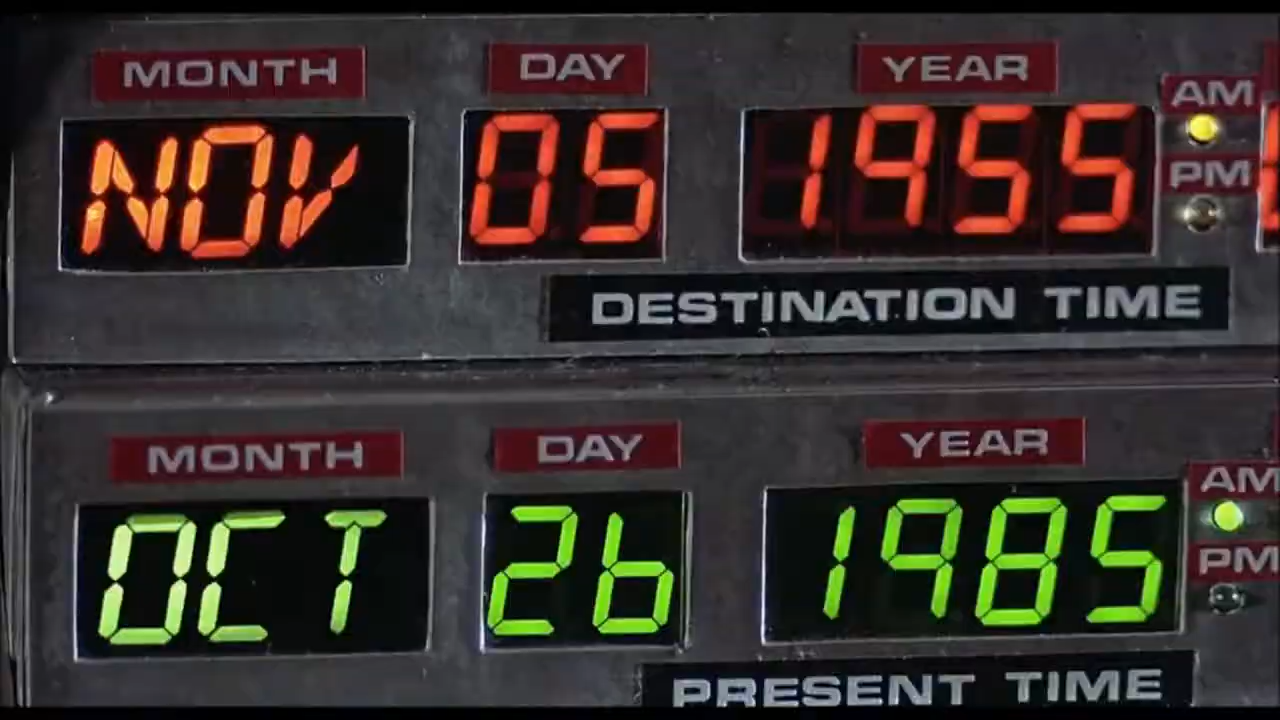 MONTH DAY YEAR
NOV 05 1955 AM
PM
DESTINATION TIME
MONTH DAY YEAR
OCT 26 1985 AM
PM
PRESENT TIME